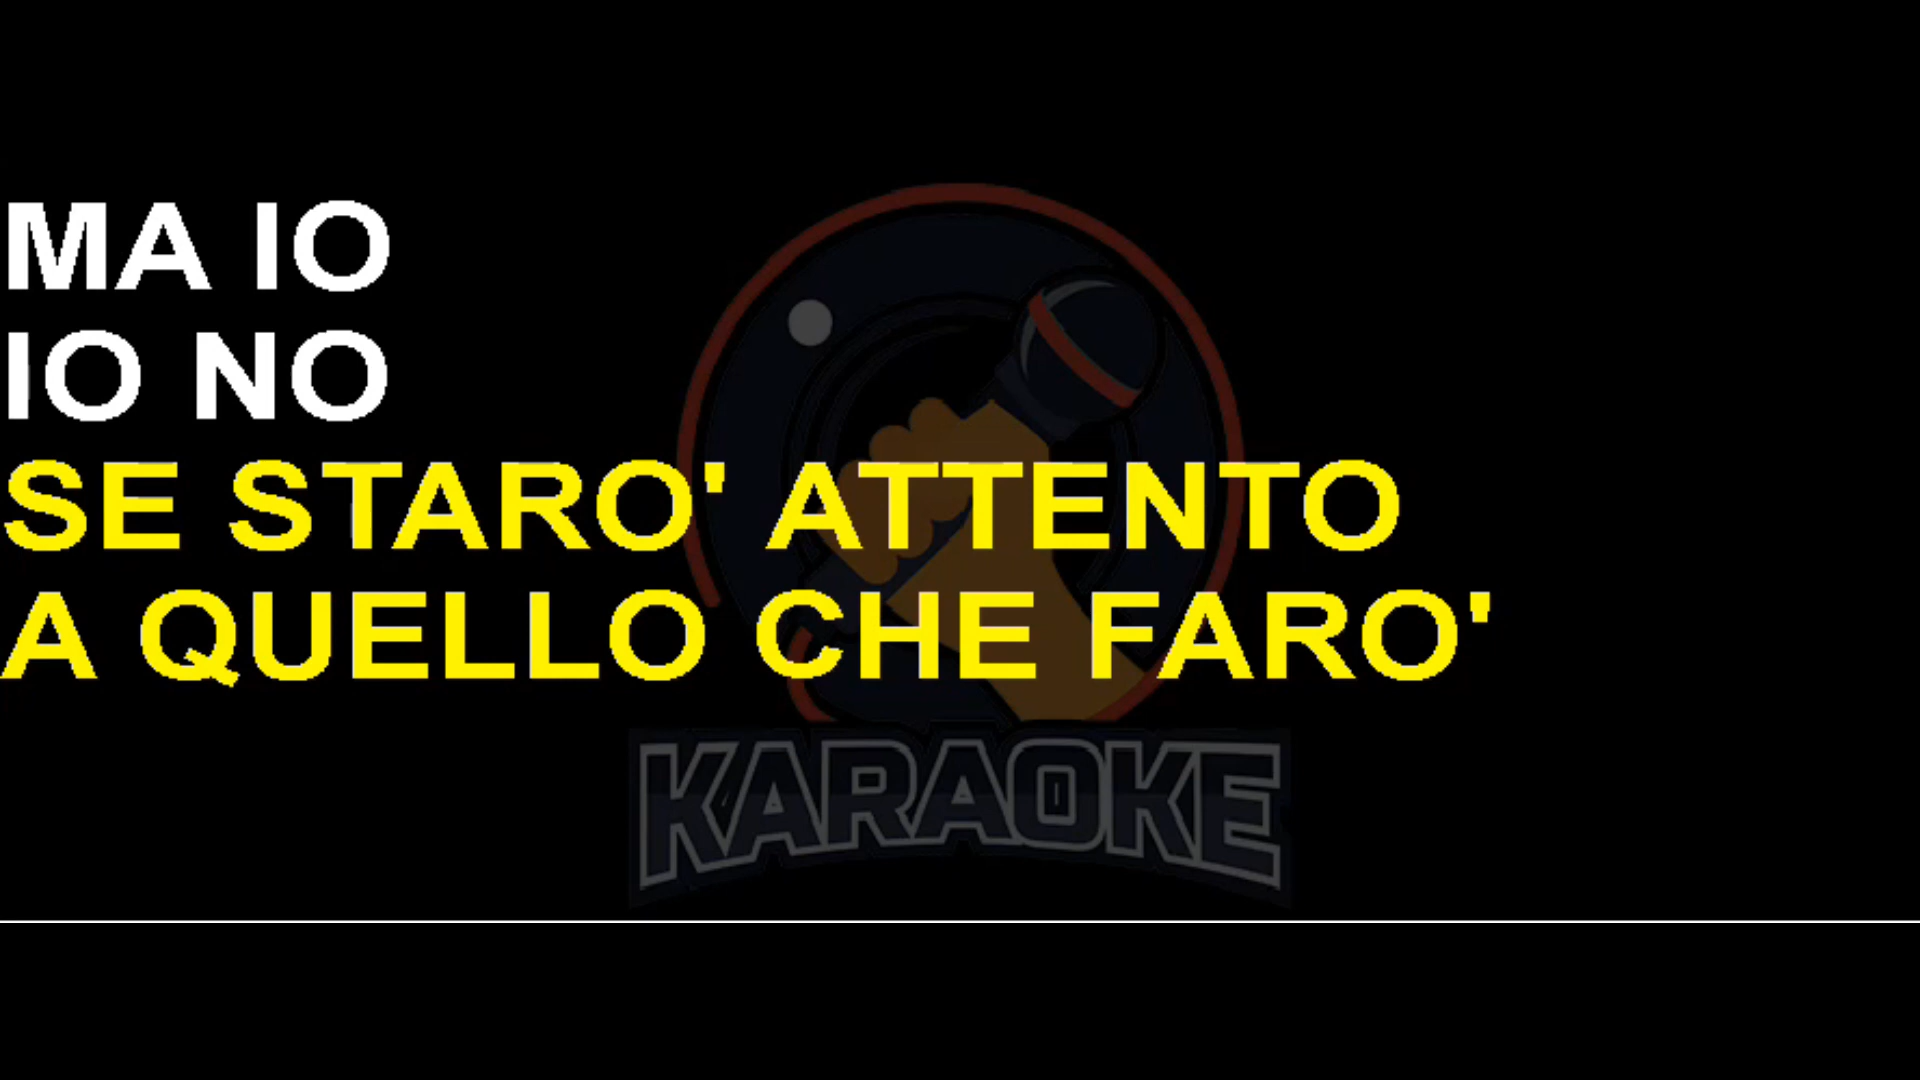 MA IO
IO NO
SE STARO' ATTENTO
A QUELLO CHE FARO'
KARAOKE